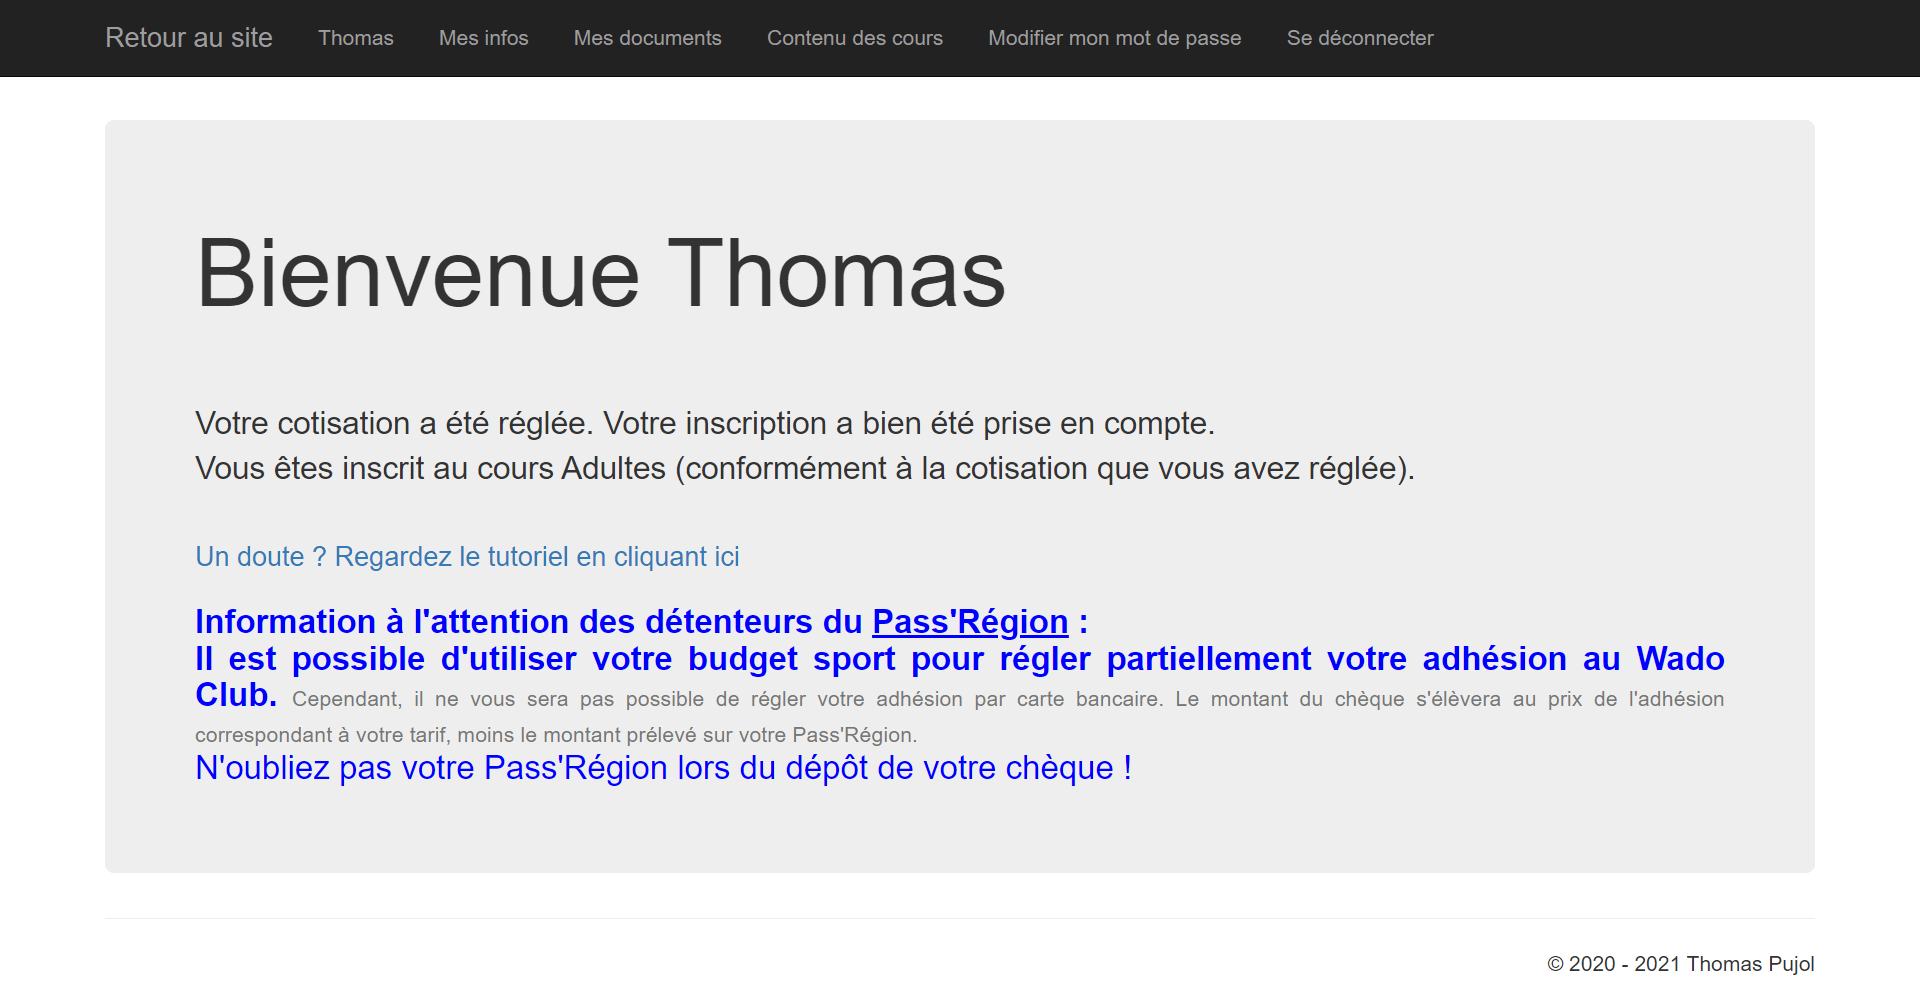 Retour au site Thomas Mes infos Mes documents Contenu des cours Modifier mon mot de passe Se déconnecter
Bienvenue Thomas
Votre cotisation a été réglée. Votre inscription a bien été prise en compte.
Vous êtes inscrit au cours Adultes (conformément à la cotisation que vous avez réglée).
Un doute ? Regardez le tutoriel en cliquant ici
Information à l'attention des détenteurs du Pass'Région :
Il est possible d'utiliser votre budget sport pour régler partiellement votre adhésion au Wado
Club. Cependant, il ne vous sera pas possible de régler votre adhésion par carte bancaire. Le montant du chèque s'élèvera au prix de l'adhésion
correspondant à votre tarif, moins le montant prélevé sur votre Pass'Région.
N'oubliez pas votre Pass'Région lors du dépôt de votre chèque !
© 2020 - 2021 Thomas Pujol